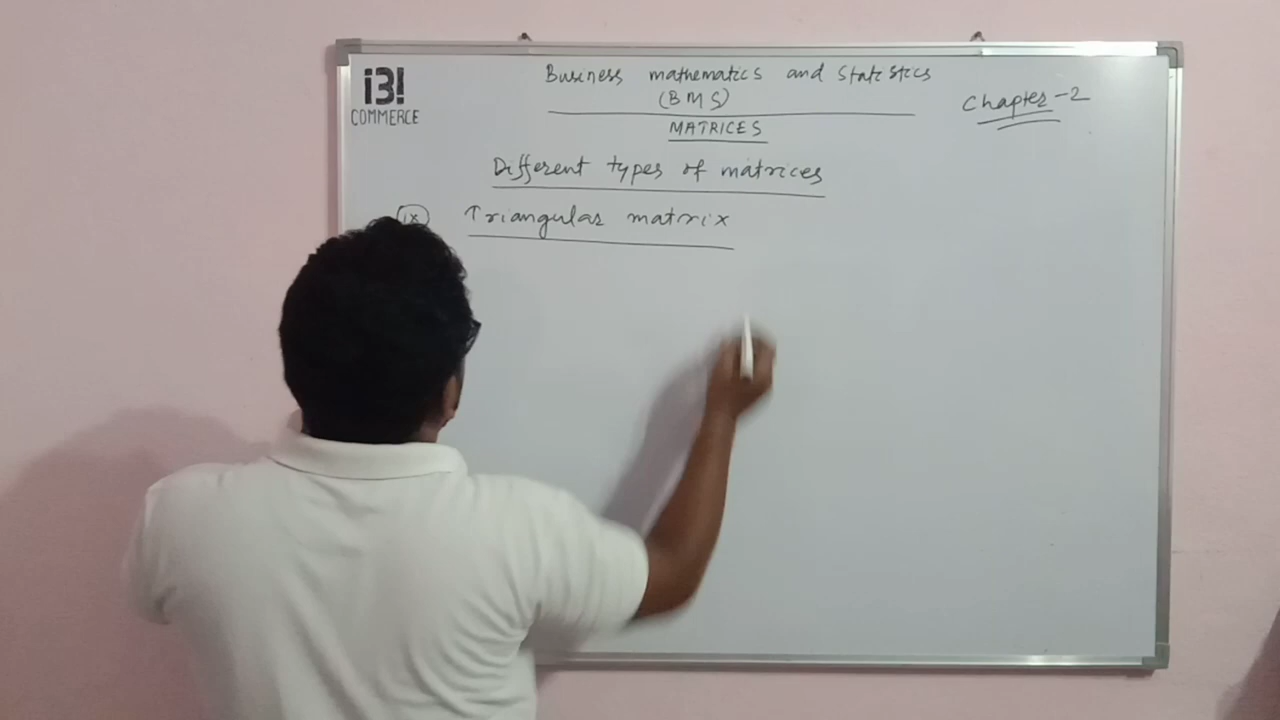 i3!
COMMERCE
Business mathematics and statistics
(BMS)
Chapter-2
MATRICES
Different types of matrices
ix Triangular matrix